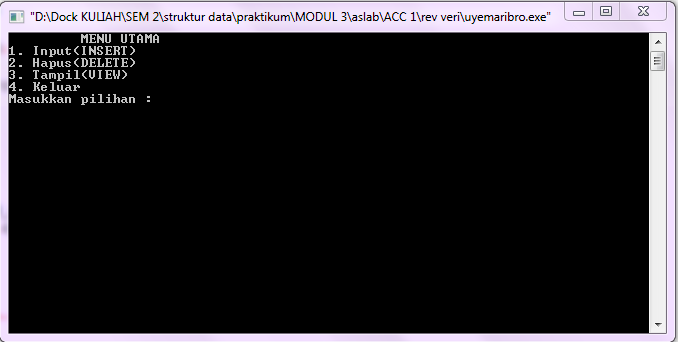 "D:\Dock KULIAH\SEM 2\struktur data\praktikum\MODUL 3\aslab\ACC 1\rev veri\uyemaribro.exe"
MENU UTAMA
1. Input(INSERT)
2. Hapus(DELETE)
3. Tampil(VIEW)
4. Keluar
Masukkan pilihan :